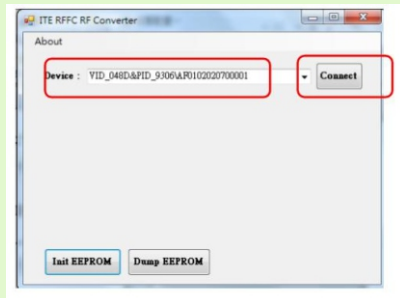 ITE RFFC RF Converter
About
Device : VID_048D&PID_9306\AF0102020700001
Connect
Init EEPROM
Dump EEPROM